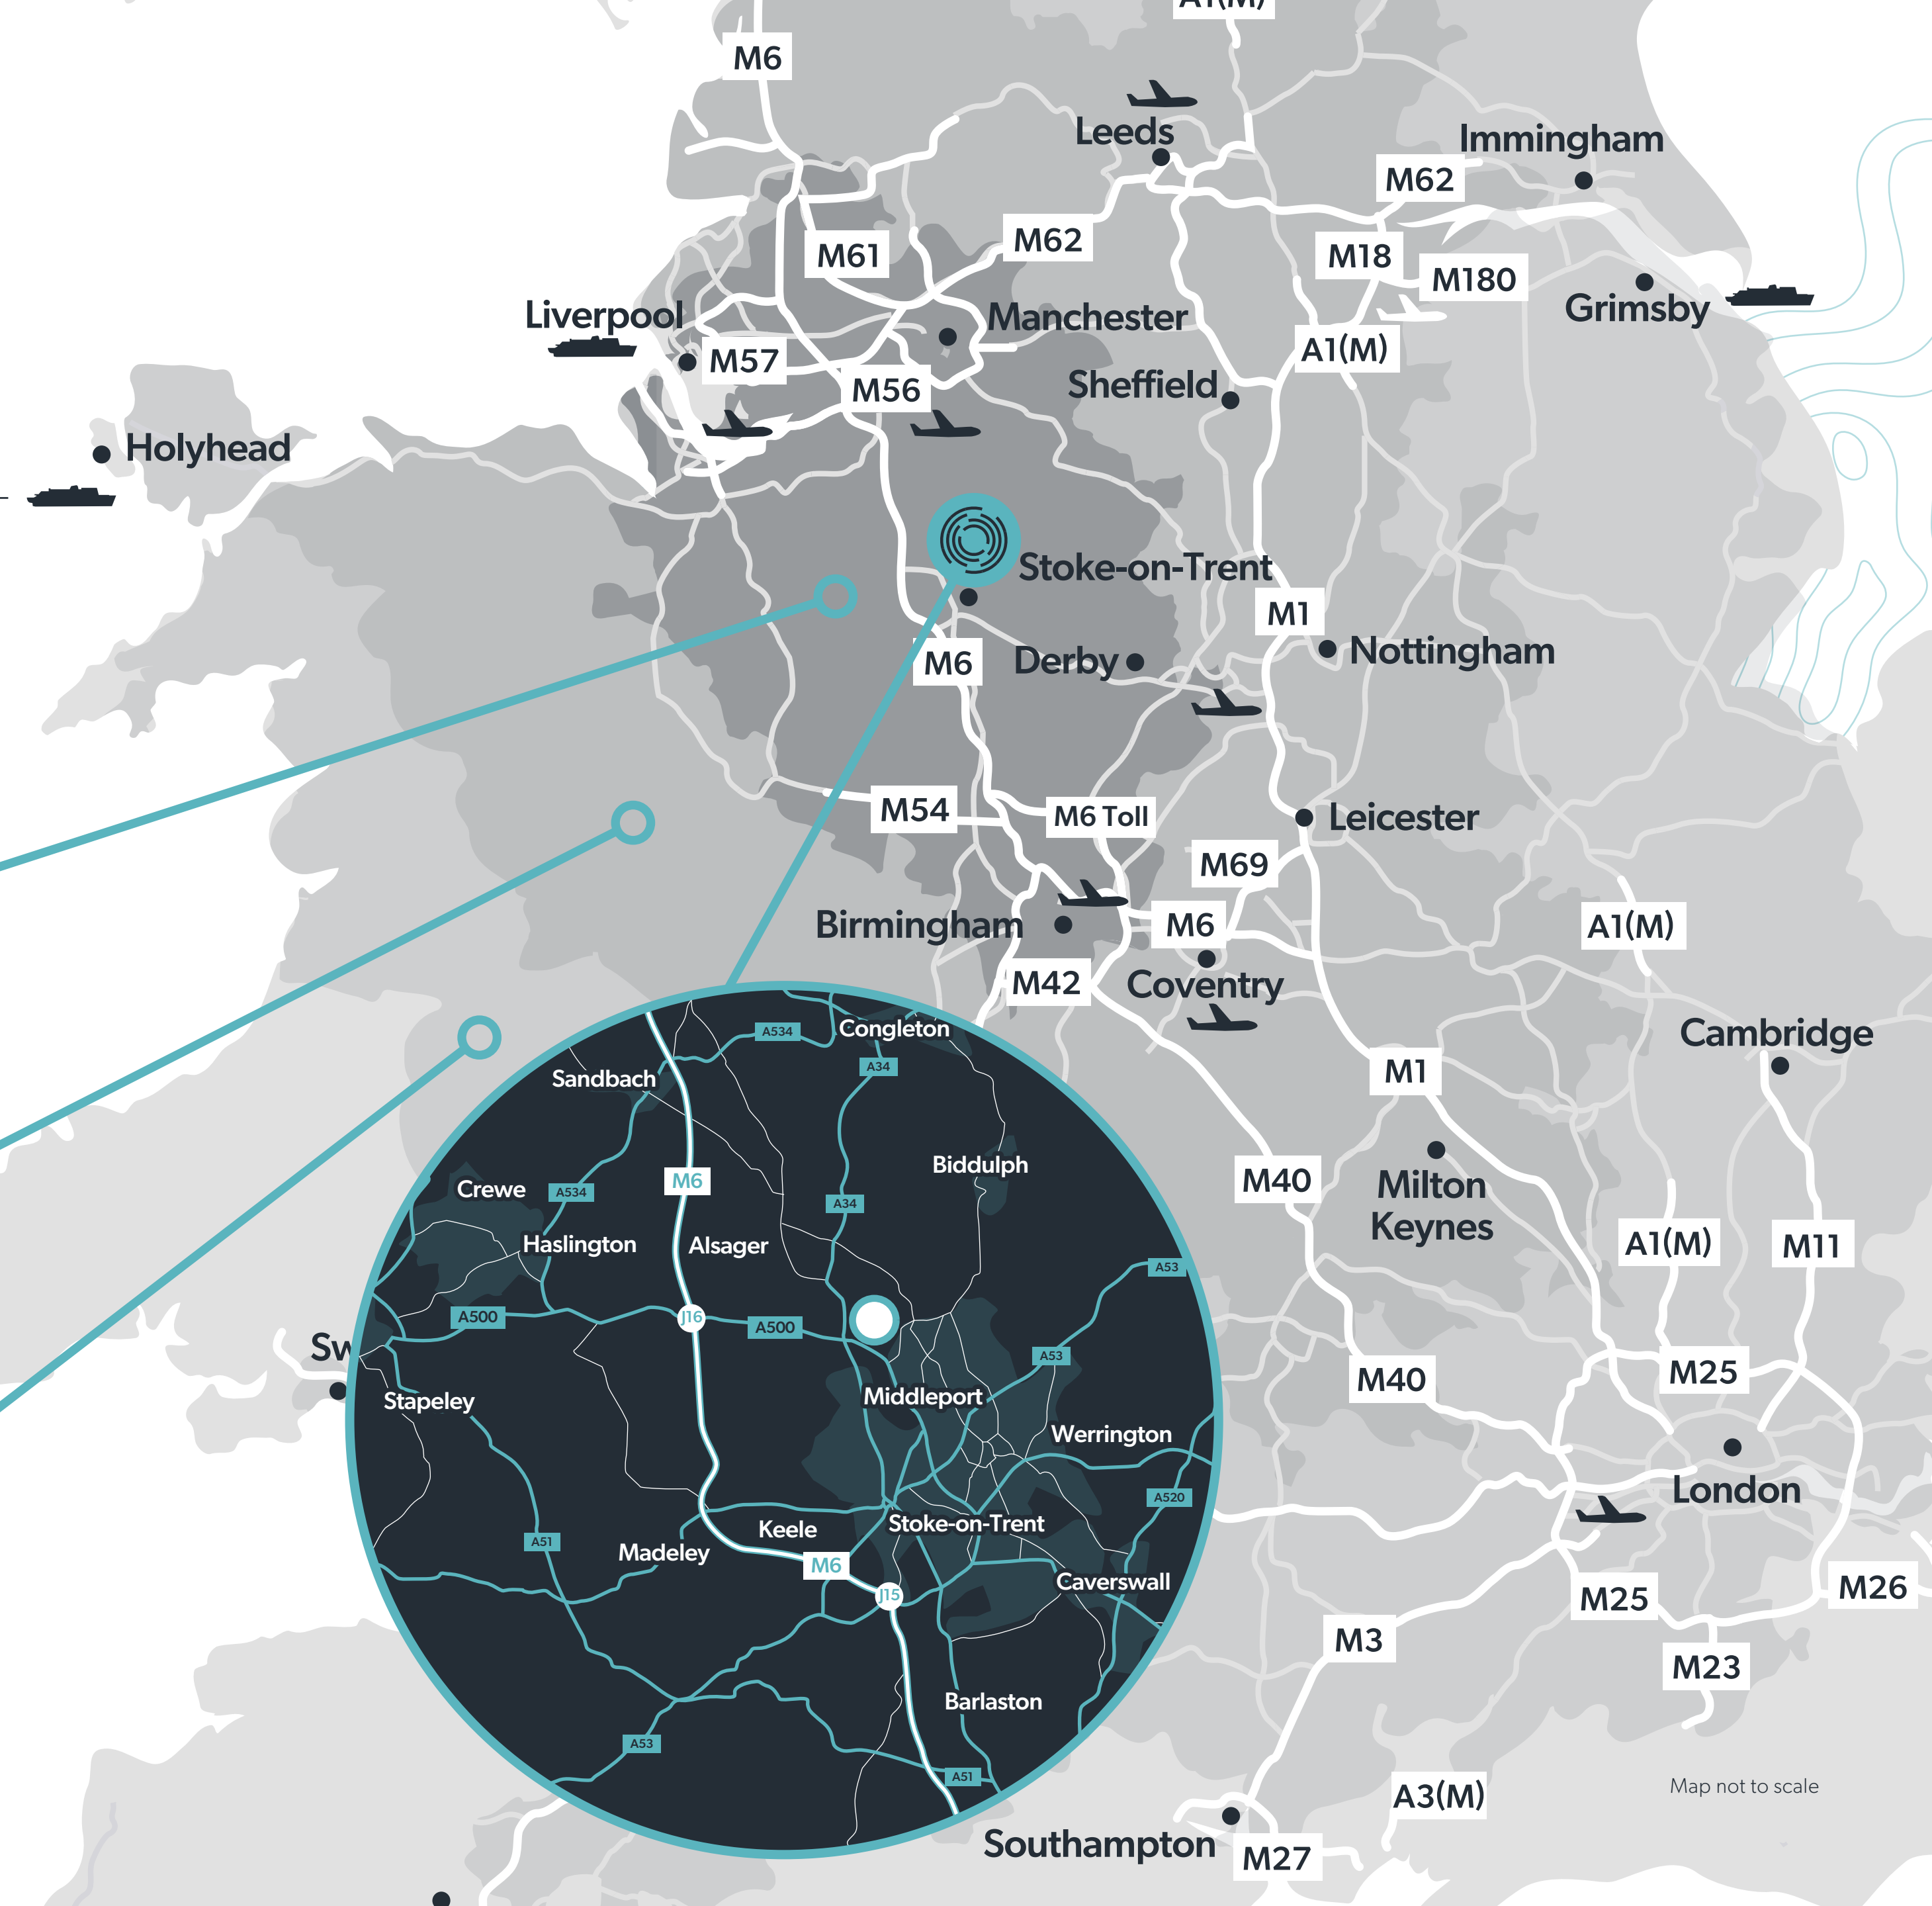 A1(M)
M6
Leeds
Immingham
M62
M62
M61
M18
M180
Liverpool
Manchester
Grimsby
M57
A1(M)
M56
Sheffield
Holyhead
Stoke-on-Trent
M1
M6
Derby
Nottingham
M54
M6 Toll
Leicester
M69
Birmingham
M6
A1(M)
M42
Coventry
Cambridge
M1
M40
Milton
Keynes
A1(M)
M11
Sw
M40
M25
London
M25
M26
M3
M23
A3(M)
Southampton
M27
Map not to scale
A534
Congleton
A34
Sandbach
Biddulph
M6
Crewe
A534
A34
Haslington
Alsager
A53
A500
J16
A500
A53
Stapeley
Middleport
Werrington
A520
Keele
Stoke-on-Trent
A51
Madeley
M6
J15
Caverswall
Barlaston
A53
A51